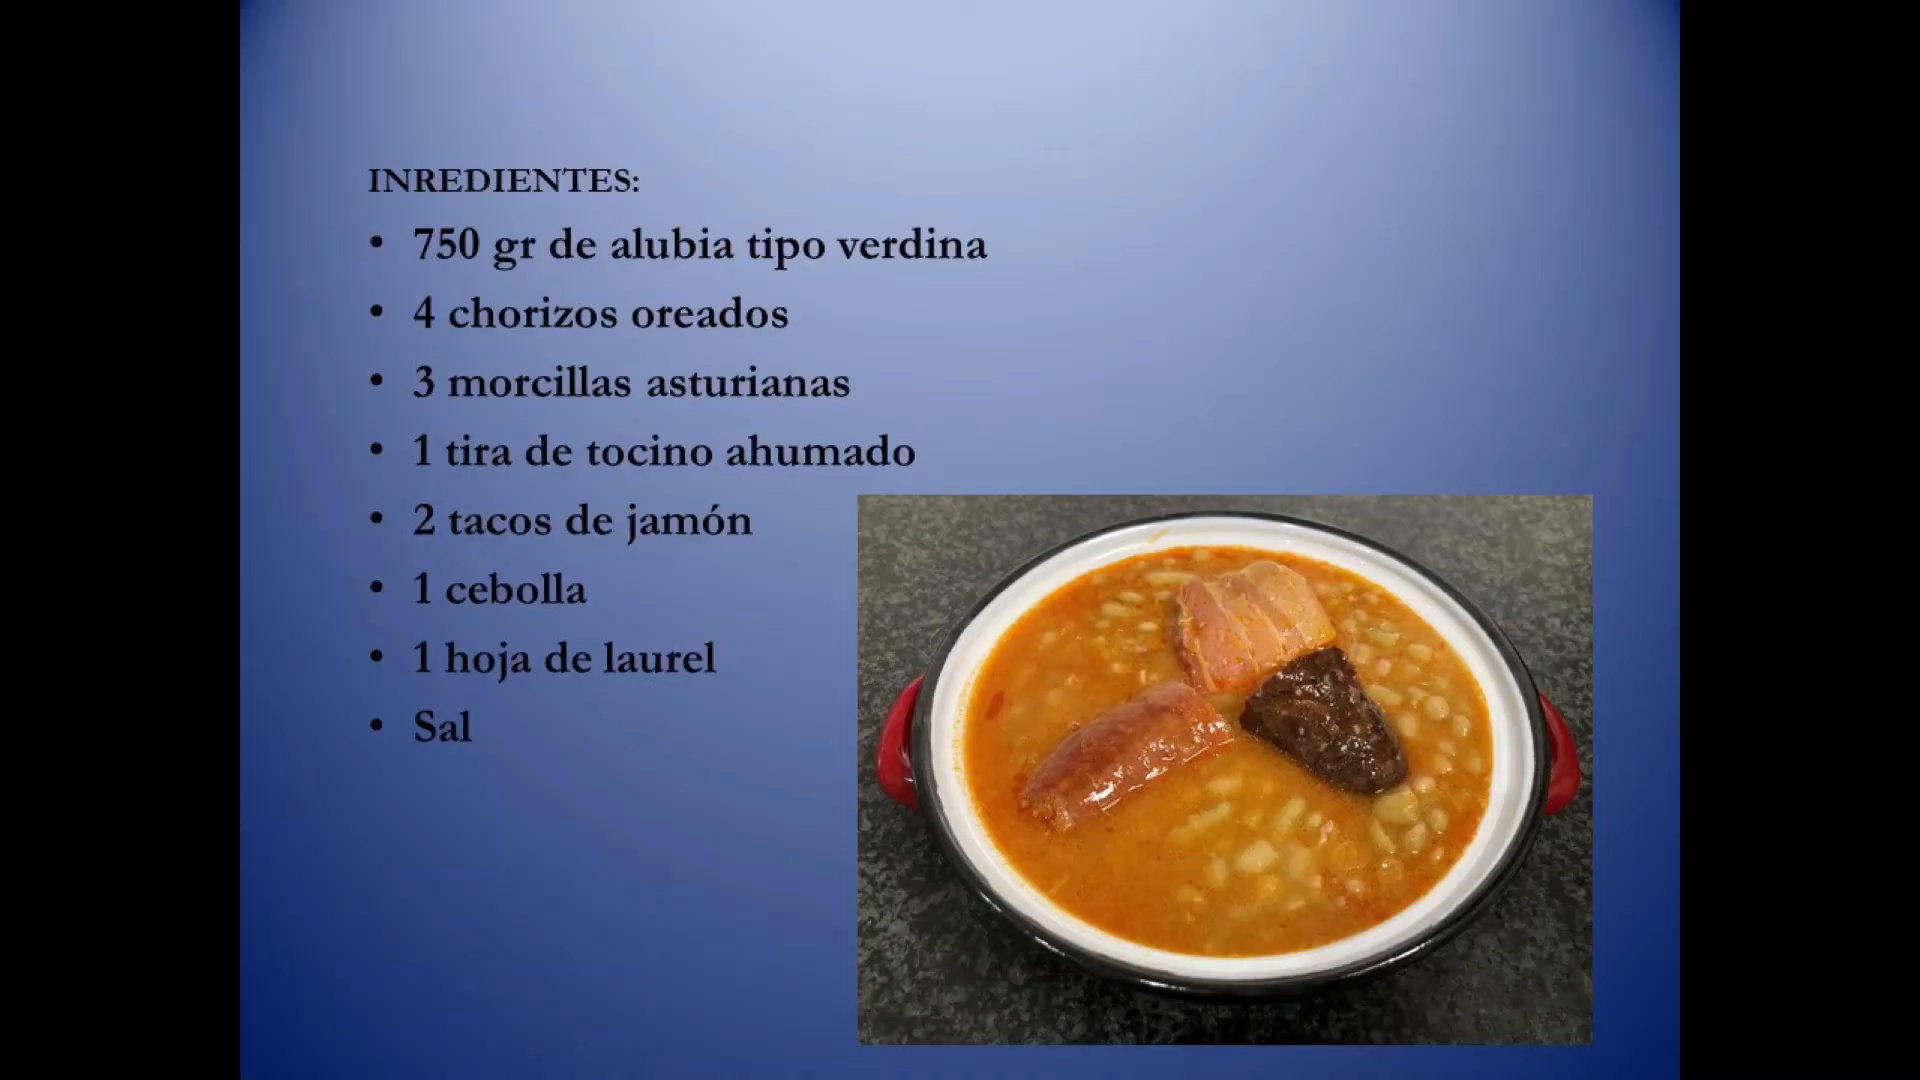 INREDIENTES:
• 750 gr de alubia tipo verdina
• 4 chorizos oreados
• 3 morcillas asturianas
• 1 tira de tocino ahumado
• 2 tacos de jamón
• 1 cebolla
• 1 hoja de laurel
• Sal